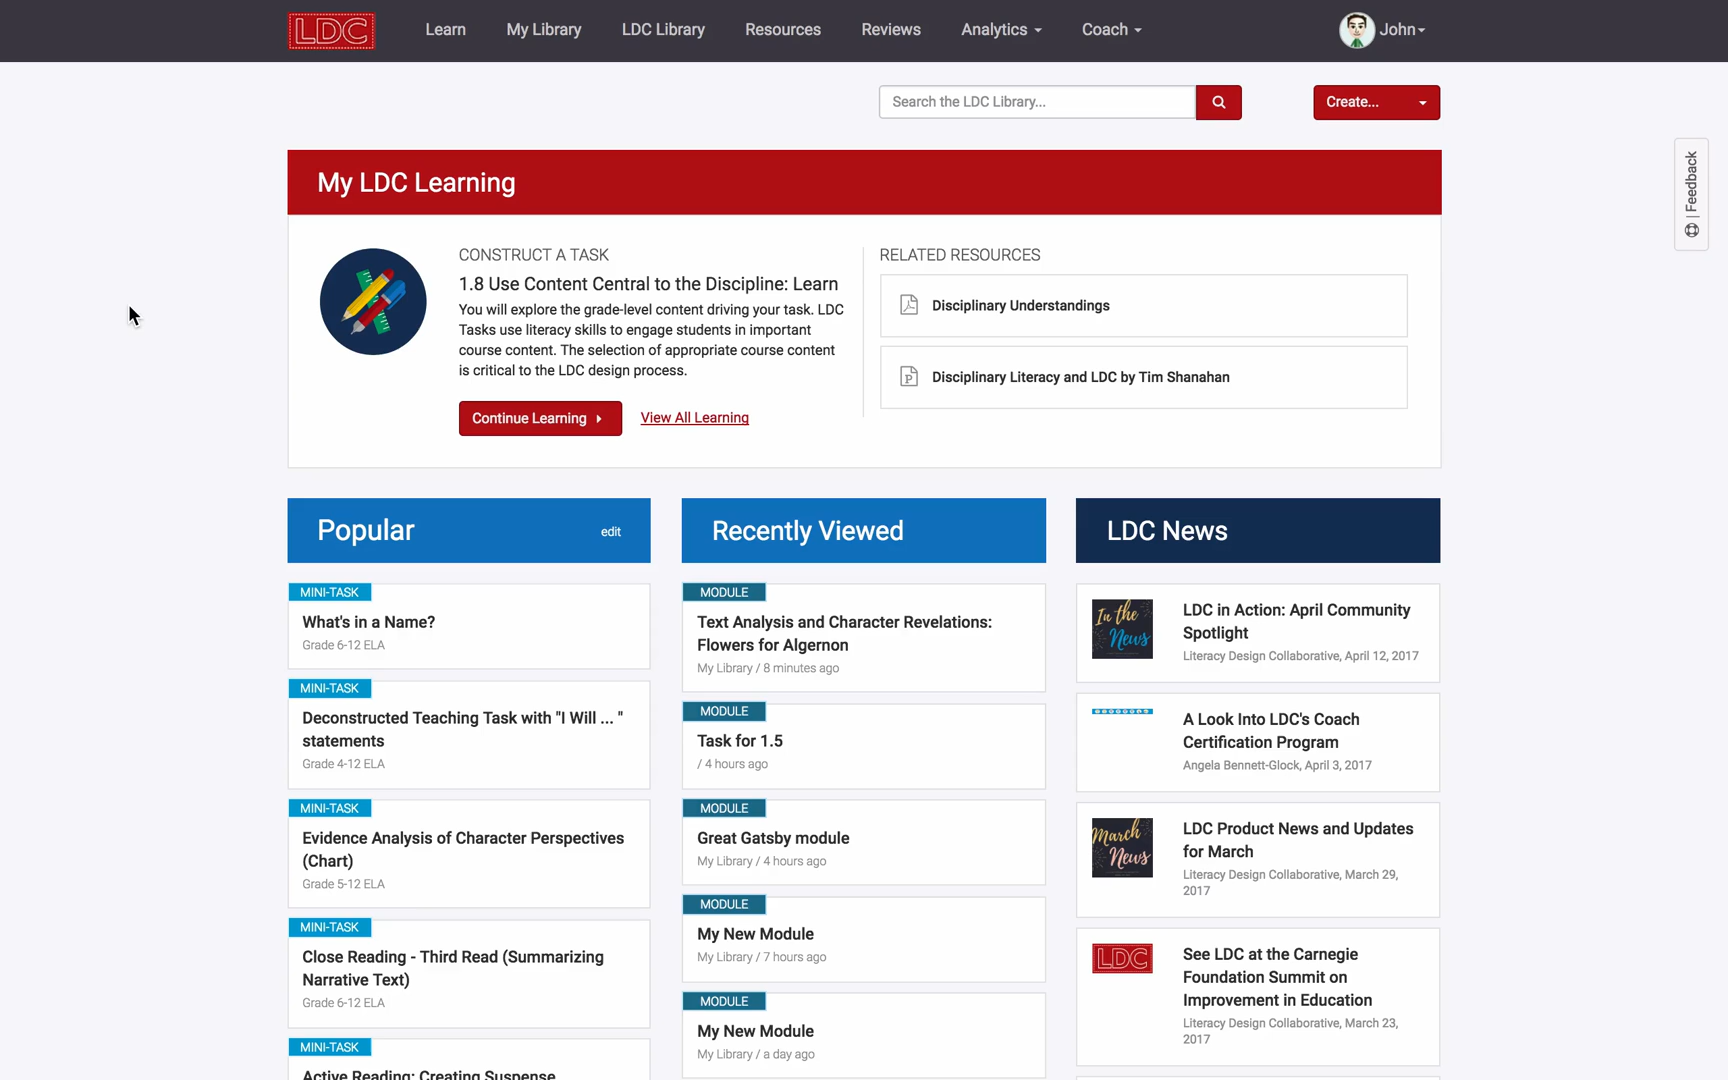 LDC
Learn
My Library
LDC Library
Resources
Reviews
Analytics
Coach
John
Search the LDC Library...
Create...
| Feedback
My LDC Learning
CONSTRUCT A TASK
1.8 Use Content Central to the Discipline: Learn
You will explore the grade-level content driving your task. LDC
Tasks use literacy skills to engage students in important
course content. The selection of appropriate course content
is critical to the LDC design process.
Continue Learning
View All Learning
RELATED RESOURCES
Disciplinary Understandings
Disciplinary Literacy and LDC by Tim Shanahan
Popular
edit
MINI-TASK
What's in a Name?
Grade 6-12 ELA
MINI-TASK
Deconstructed Teaching Task with "I Will ... "
statements
Grade 4-12 ELA
MINI-TASK
Evidence Analysis of Character Perspectives
(Chart)
Grade 5-12 ELA
MINI-TASK
Close Reading - Third Read (Summarizing
Narrative Text)
Grade 6-12 ELA
MINI-TASK
Active Reading: Creating Suspense
Recently Viewed
MODULE
Text Analysis and Character Revelations:
Flowers for Algernon
My Library / 8 minutes ago
MODULE
Task for 1.5
/ 4 hours ago
MODULE
Great Gatsby module
My Library / 4 hours ago
MODULE
My New Module
My Library / 7 hours ago
MODULE
My New Module
My Library / a day ago
LDC News
In the
News
LDC in Action: April Community
Spotlight
Literacy Design Collaborative, April 12, 2017
A Look Into LDC's Coach
Certification Program
Angela Bennett-Glock, April 3, 2017
March
News
LDC Product News and Updates
for March
Literacy Design Collaborative, March 29,
2017
LDC
See LDC at the Carnegie
Foundation Summit on
Improvement in Education
Literacy Design Collaborative, March 23,
2017